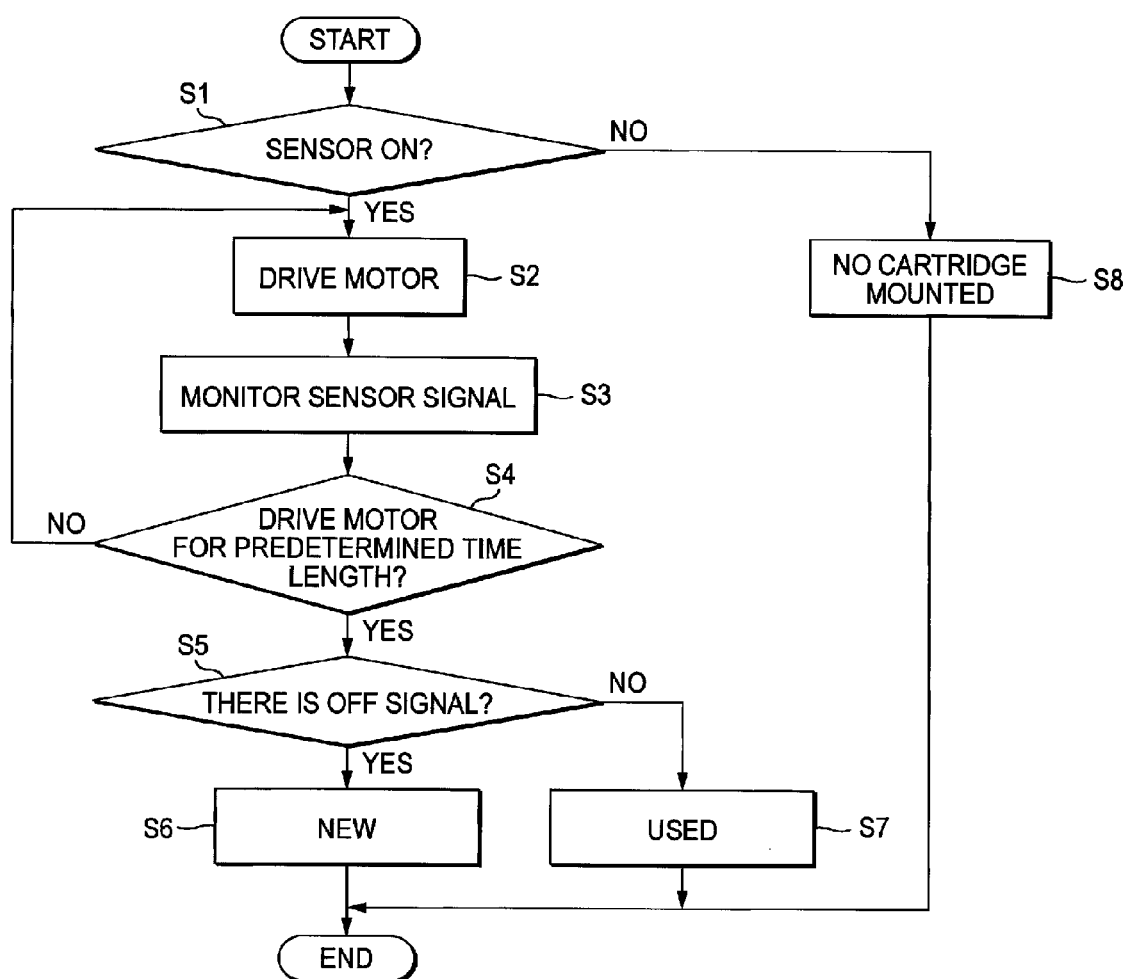 START
S1
SENSOR ON?
NO
YES
DRIVE MOTOR
S2
NO CARTRIDGE
MOUNTED
S8
MONITOR SENSOR SIGNAL
S3
S4
NO
DRIVE MOTOR
FOR PREDETERMINED TIME
LENGTH?
YES
S5
THERE IS OFF SIGNAL?
NO
YES
S6
NEW
USED
S7
END